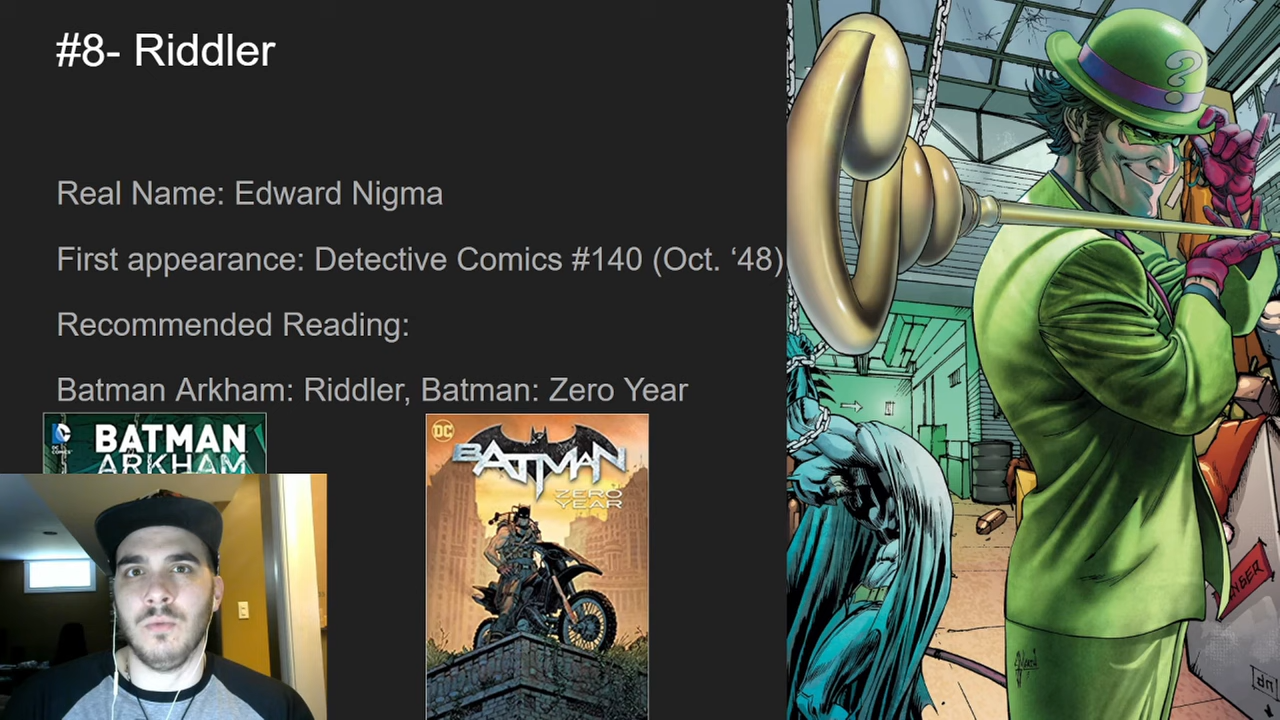 #8- Riddler
Real Name: Edward Nigma
First appearance: Detective Comics #140 (Oct. ‘48)
Recommended Reading:
Batman Arkham: Riddler, Batman: Zero Year
DC COMICS
BATMAN
ARKHAM
DC
BATMAN
ZERO
YEAR
?